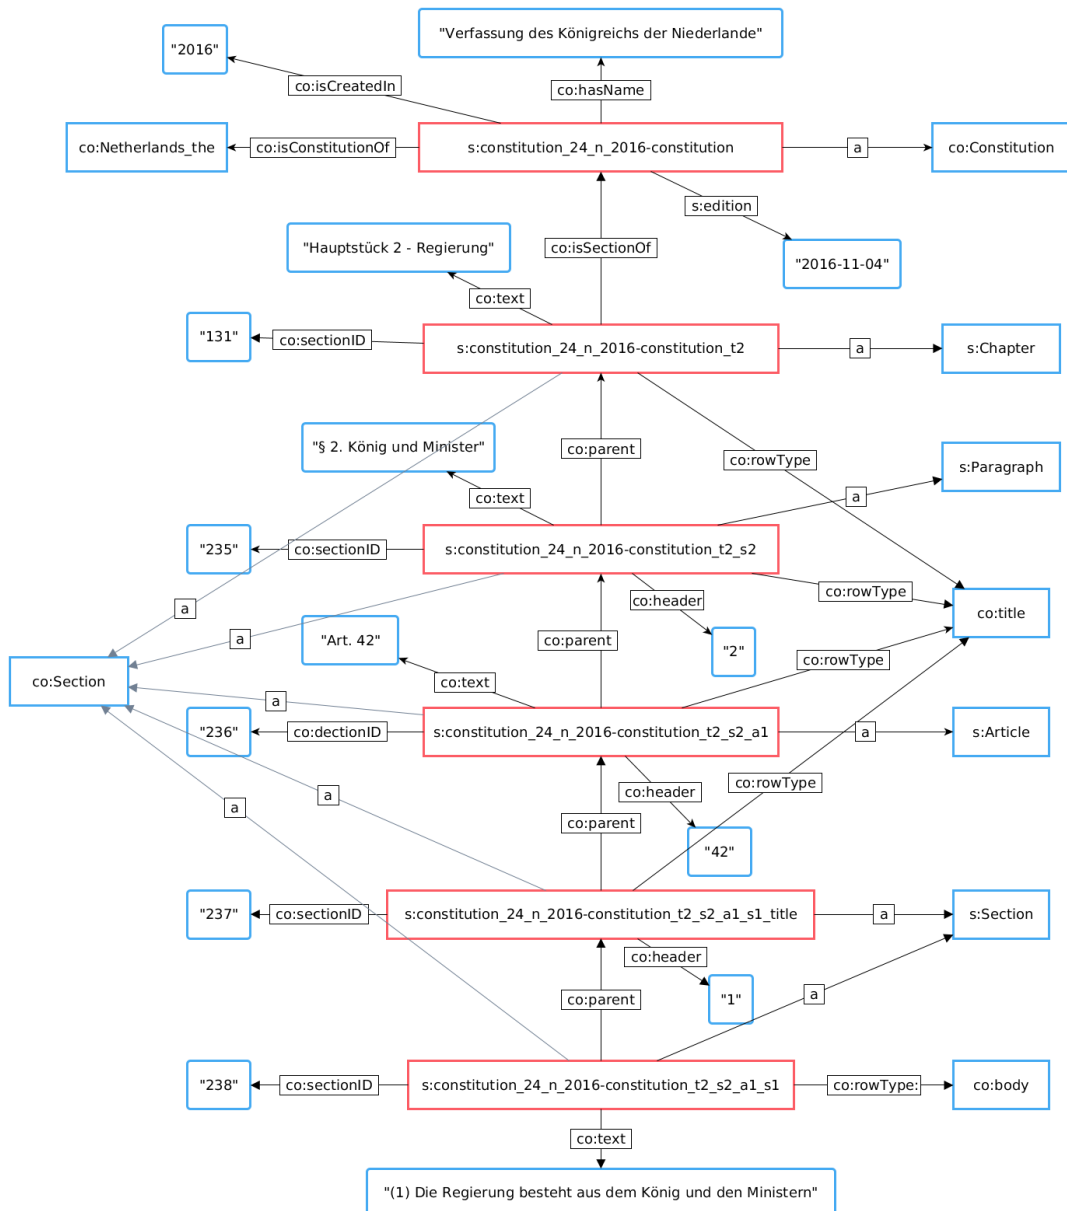 "Verfassung des Königreichs der Niederlande"
"2016"
co:isCreatedIn
co:hasName
co:Netherlands_the
co:isConstitutionOf
s:constitution_24_n_2016-constitution
a
co:Constitution
s:edition
"Hauptstück 2 - Regierung"
co:isSectionOf
"2016-11-04"
co:text
"131"
co:sectionID
s:constitution_24_n_2016-constitution_t2
a
s:Chapter
"§ 2. König und Minister"
co:parent
co:rowType
s:Paragraph
co:text
a
"235"
co:sectionID
s:constitution_24_n_2016-constitution_t2_s2
co:rowType
a
co:header
co:title
"Art. 42"
a
co:parent
"2"
co:rowType
co:Section
co:text
a
"236"
co:dectionID
s:constitution_24_n_2016-constitution_t2_s2_a1
a
s:Article
a
co:header
co:rowType
a
co:parent
"42"
"237"
co:sectionID
s:constitution_24_n_2016-constitution_t2_s2_a1_s1_title
a
s:Section
co:header
co:parent
"1"
a
"238"
co:sectionID
s:constitution_24_n_2016-constitution_t2_s2_a1_s1
co:rowType:
co:body
co:text
"(1) Die Regierung besteht aus dem König und den Ministern"